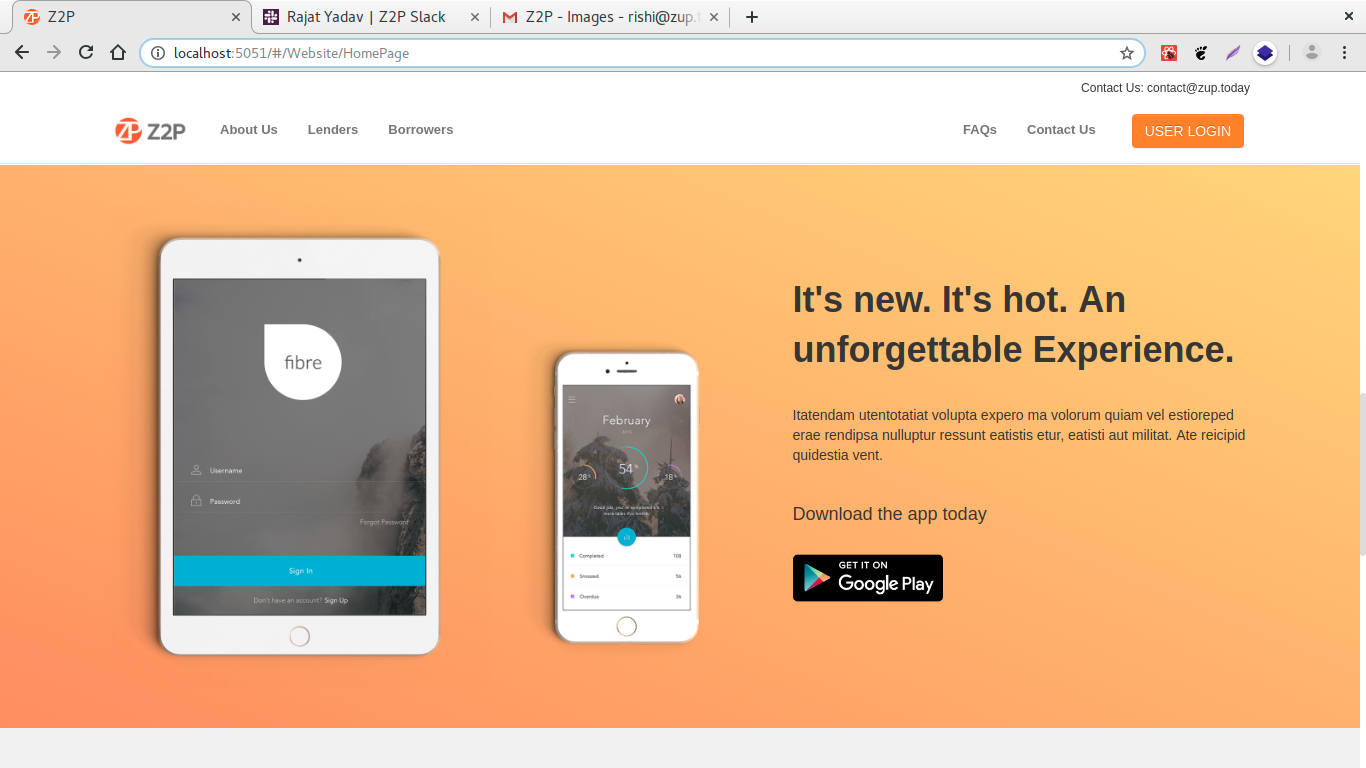 Z2P
Rajat Yadav | Z2P Slack
Z2P - Images - rishi@zup.t
localhost:5051/#/Website/HomePage
Contact Us: contact@zup.today
Z2P
About Us
Lenders
Borrowers
FAQs
Contact Us
USER LOGIN
fibre
Username
Password
Forgot Password
Sign In
Don't have an account? Sign Up
February
54%
28%
18%
Completed
Snoozed
Overdue
36
It's new. It's hot. An
unforgettable Experience.
Itatendam utentotatiat volupta expero ma volorum quiam vel estioreped
erae rendipsa nulluptur ressunt eatistis etur, eatisti aut militat. Ate reicipid
quidestia vent.
Download the app today
GET IT ON
Google Play